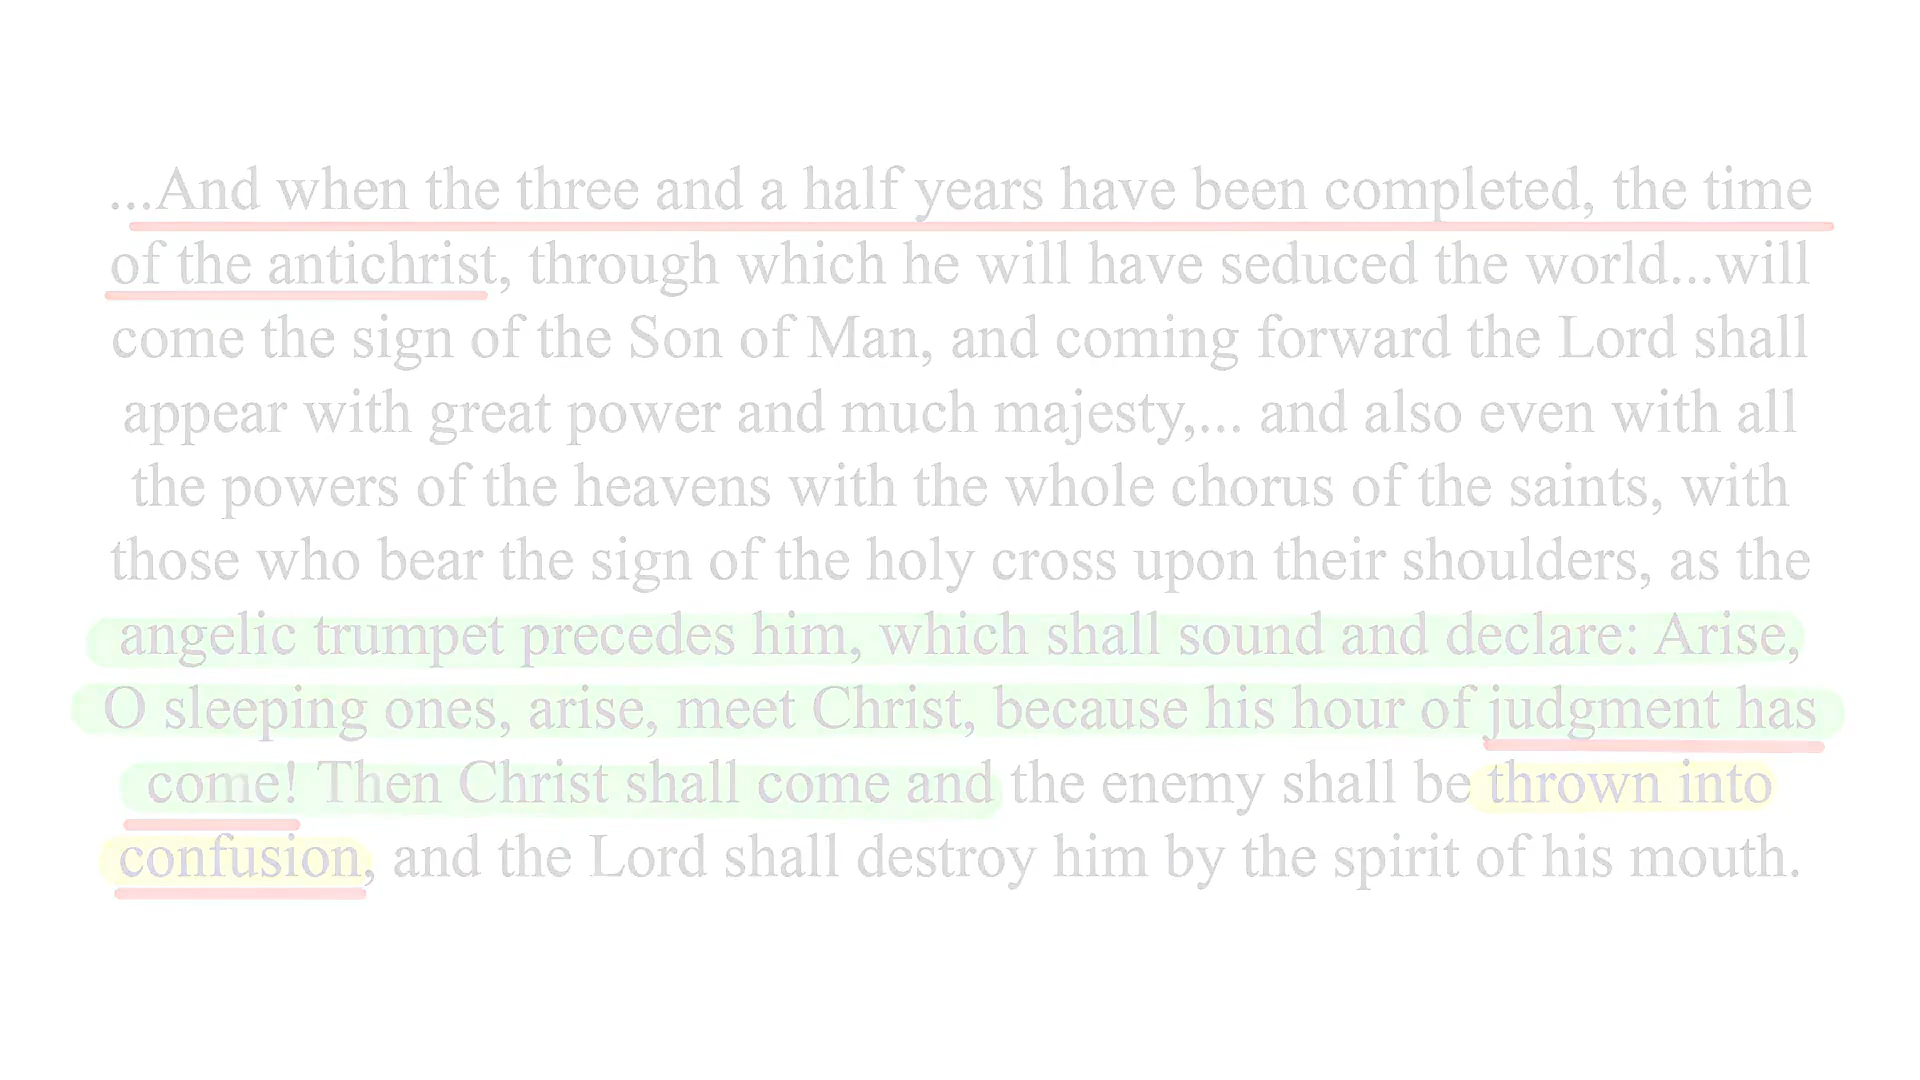 ...And when the three and a half years have been completed, the time
of the antichrist, through which he will have seduced the world...will
come the sign of the Son of Man, and coming forward the Lord shall
appear with great power and much majesty,... and also even with all
the powers of the heavens with the whole chorus of the saints, with
those who bear the sign of the holy cross upon their shoulders, as the
angelic trumpet precedes him, which shall sound and declare: Arise,
O sleeping ones, arise, meet Christ, because his hour of judgment has
come! Then Christ shall come and the enemy shall be thrown into
confusion, and the Lord shall destroy him by the spirit of his mouth.